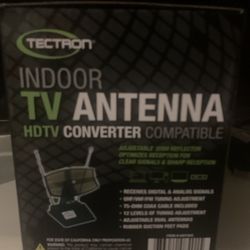 TECTRON
INDOOR
TV ANTENNA
HDTV CONVERTER COMPATIBLE
ADJUSTABLE DISH REFLECTOR
OPTIMIZES RECEPTION FOR
CLEAR SIGNALS & SHARP RECEPTION
• RECEIVES DIGITAL & ANALOG SIGNALS
• UHF/VHF/FM TUNING ADJUSTMENT
• 75-OHM COAX CABLE INCLUDED
• 12 LEVELS OF TUNING ADJUSTMENT
• ADJUSTABLE DUAL ANTENNAS
• RUBBER SUCTION FEET PADS